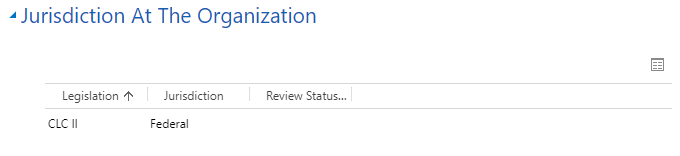 Jurisdiction At The Organization
Legislation ↑ Jurisdiction Review Status...
CLC II Federal